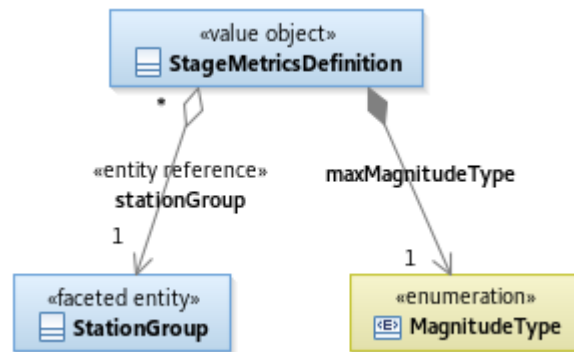 «value object»
StageMetricsDefinition
*
«entity reference»
stationGroup
maxMagnitudeType
1
1
«faceted entity»
StationGroup
«enumeration»
<E> MagnitudeType